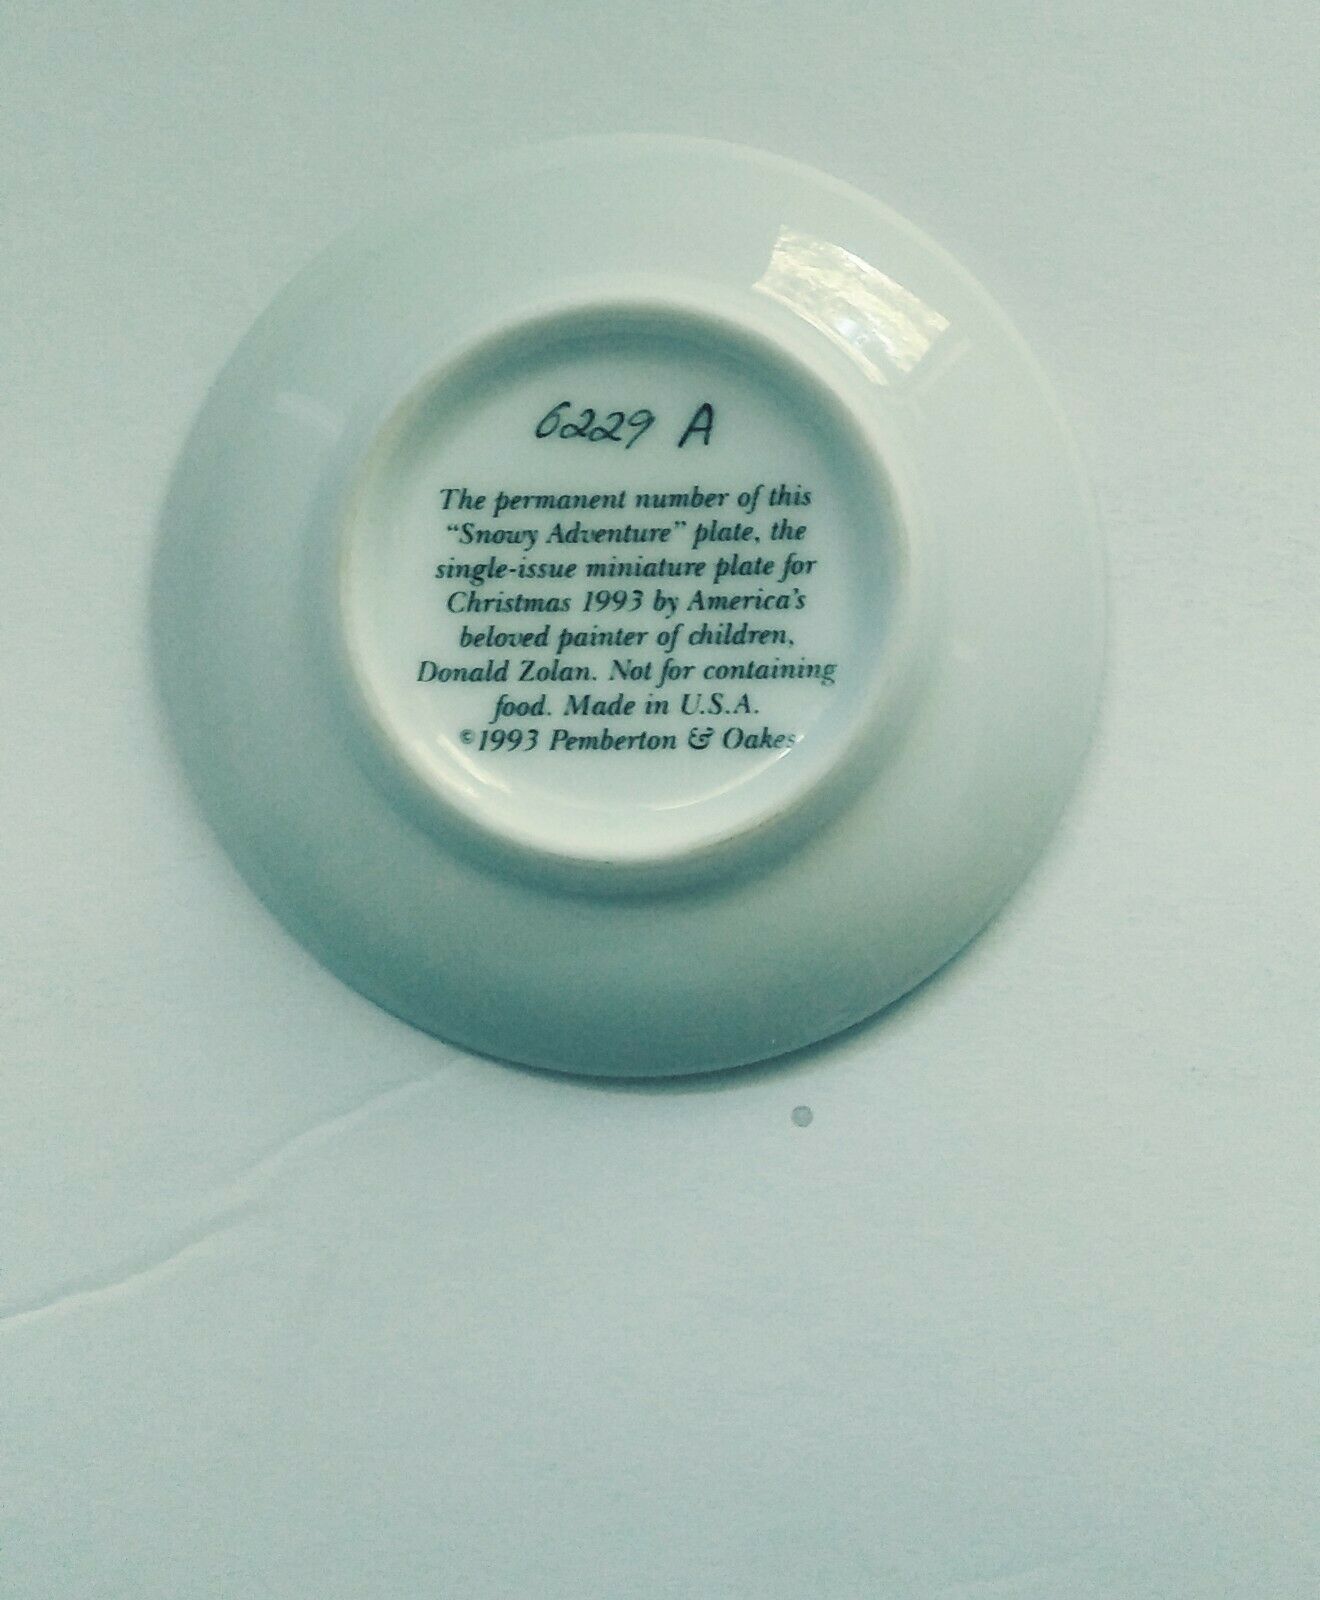 6229 A
The permanent number of this
“Snowy Adventure” plate, the
single-issue miniature plate for
Christmas 1993 by America's
beloved painter of children,
Donald Zolan. Not for containing
food. Made in U.S.A.
©1993 Pemberton & Oakes